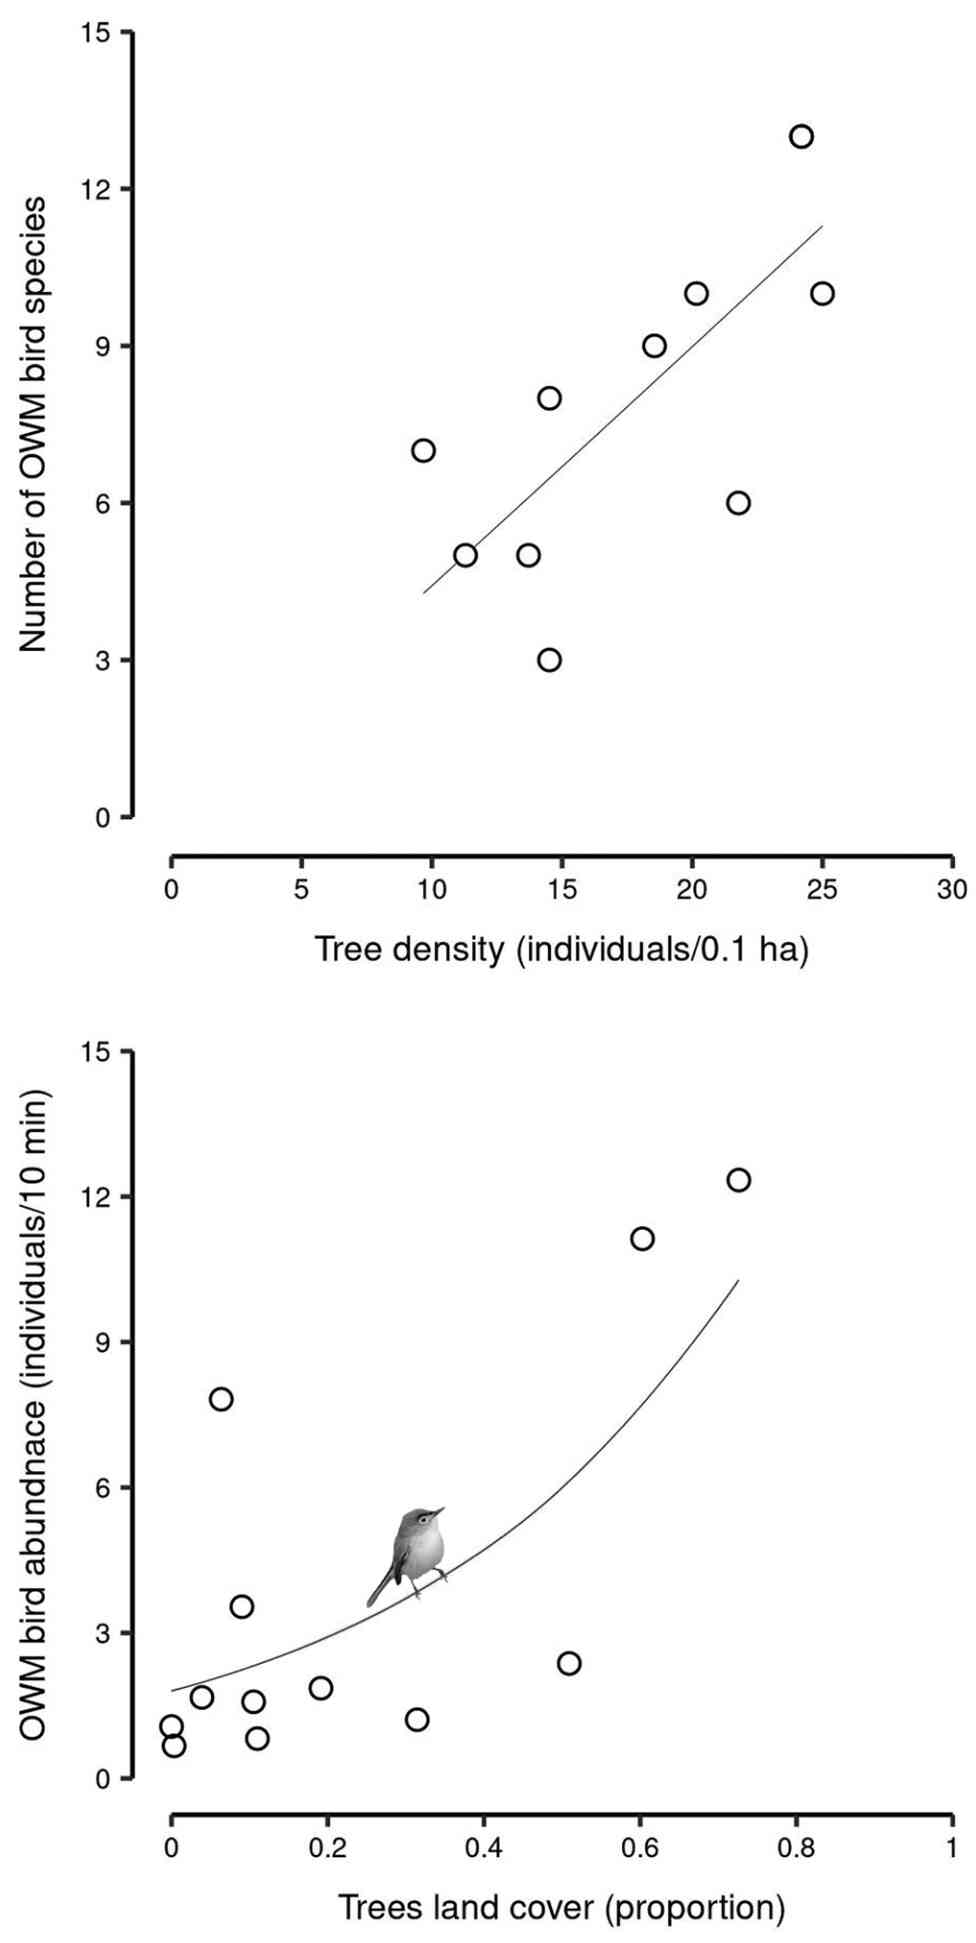 15
12
9
6
3
0
Number of OWM bird species
0 5 10 15 20 25 30
Tree density (individuals/0.1 ha)
15
12
9
6
3
0
OWM bird abundnace (individuals/10 min)
0 0.2 0.4 0.6 0.8 1
Trees land cover (proportion)